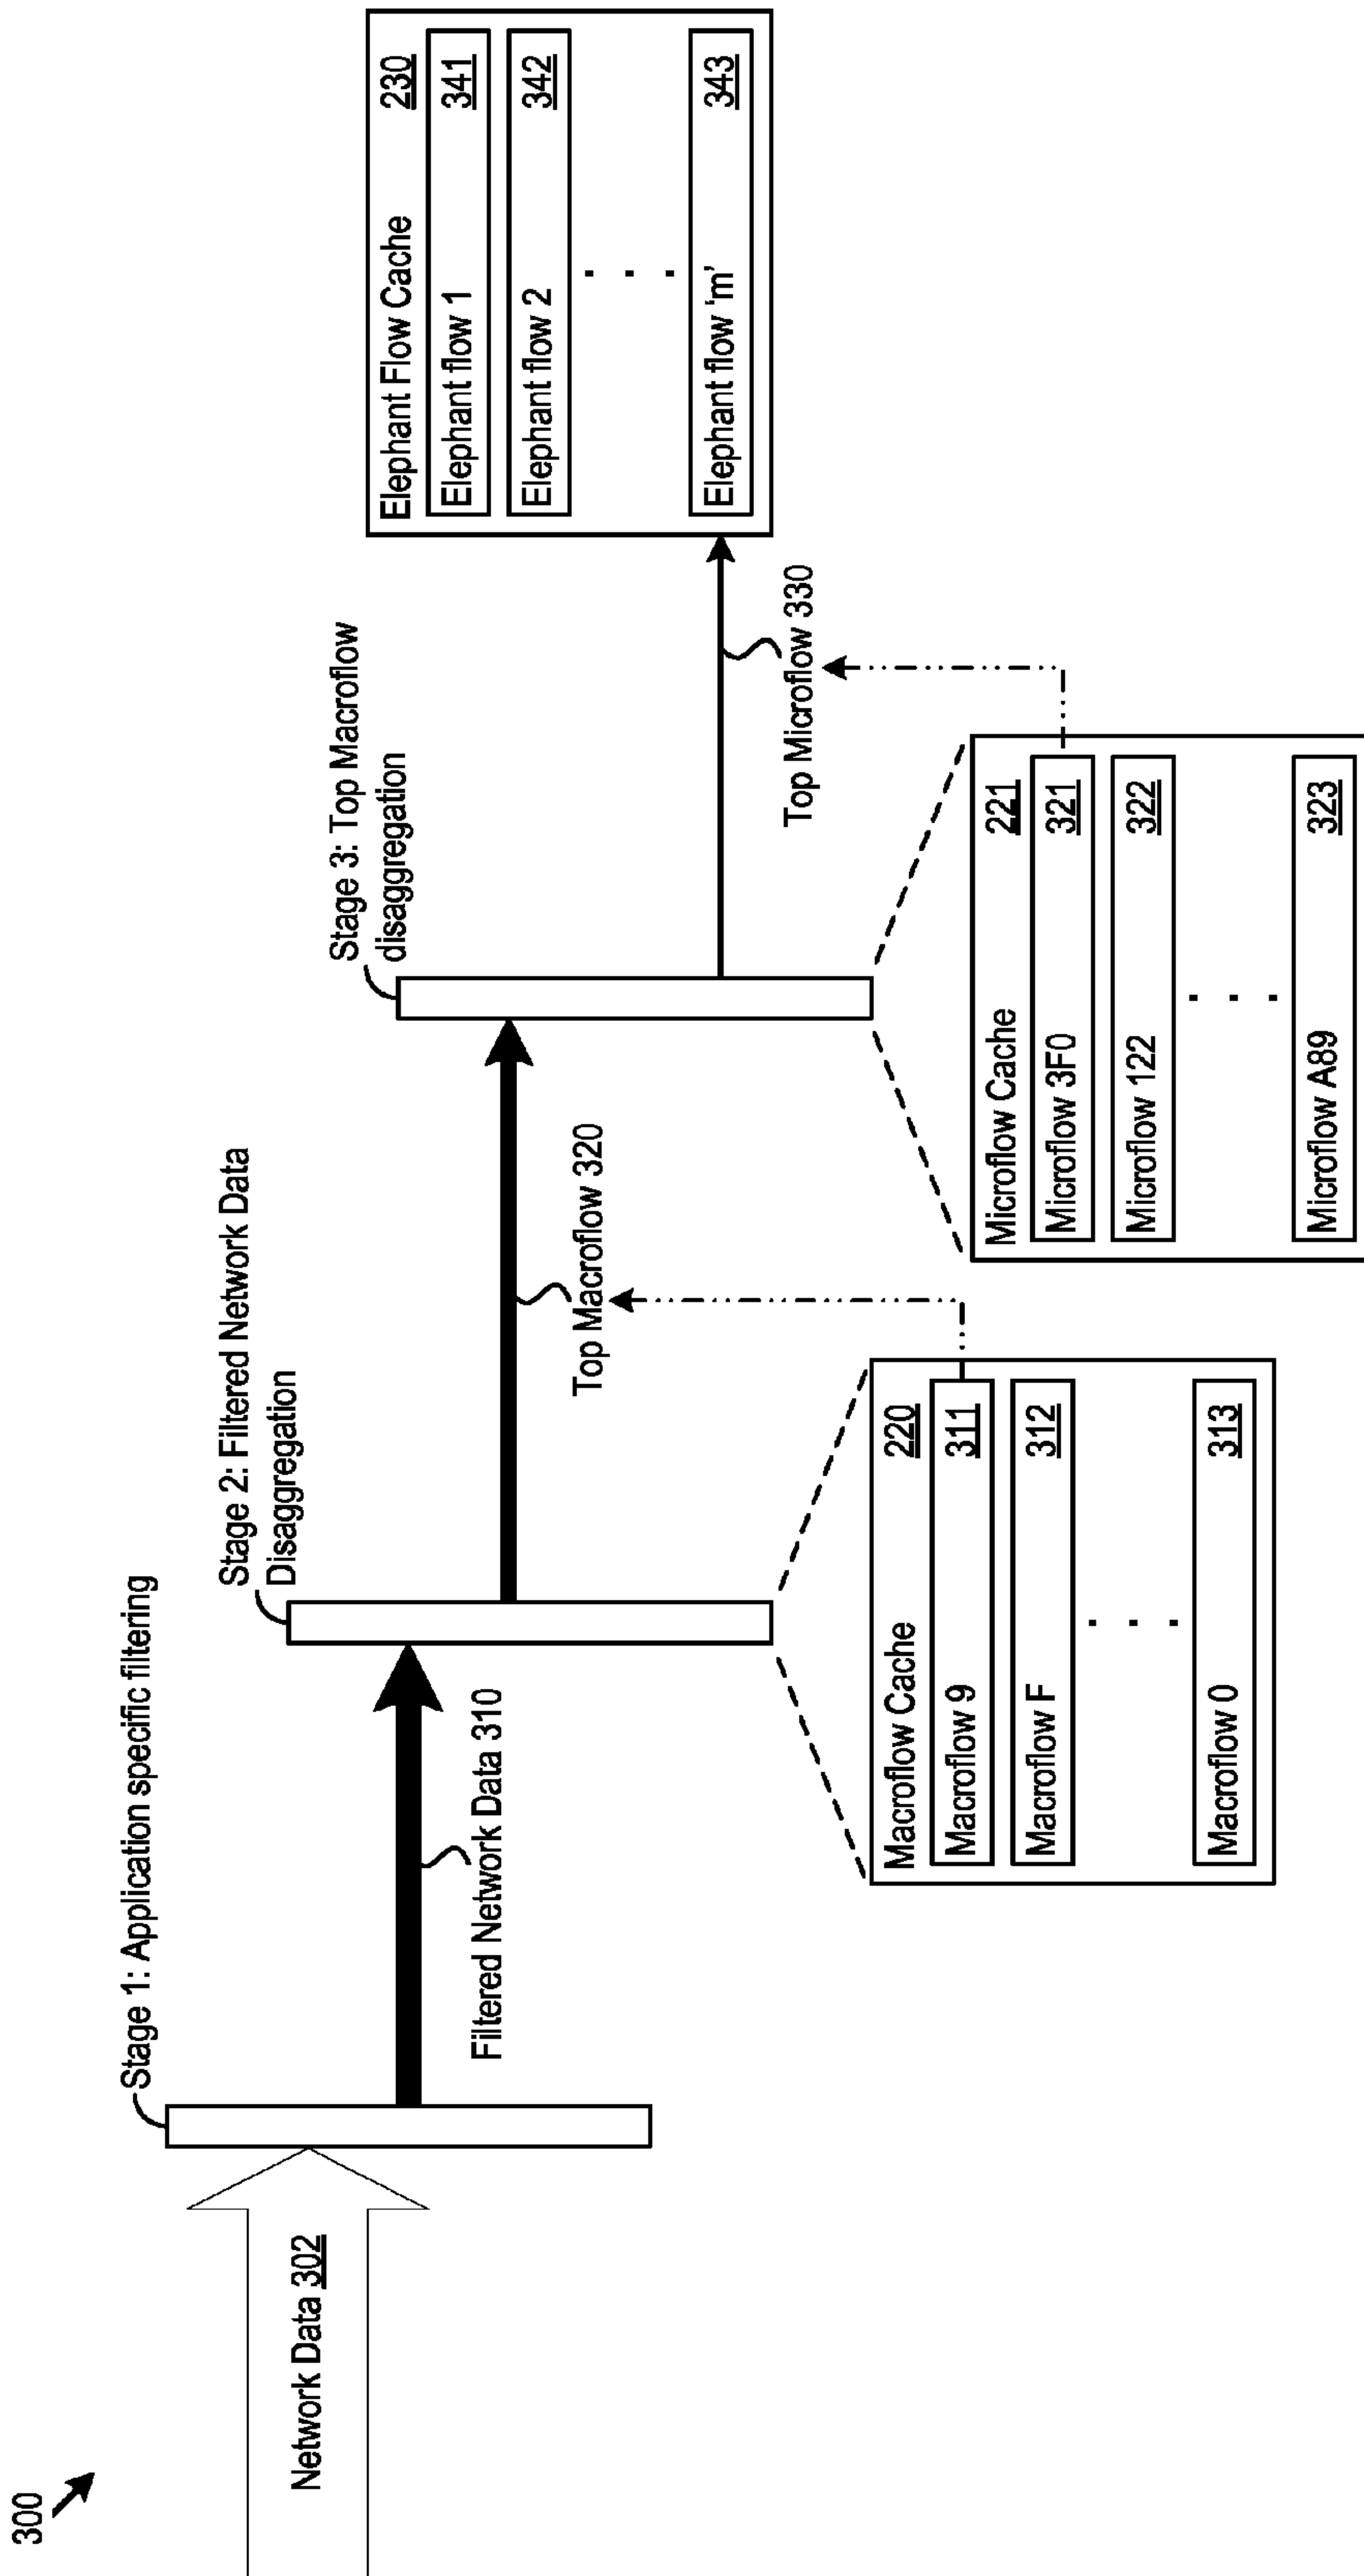 300
Network Data 302
Stage 1: Application specific filtering
Filtered Network Data 310
Stage 2: Filtered Network Data
Disaggregation
Macroflow Cache 220
Macroflow 9 311
Macroflow F 312
. . .
Macroflow 0 313
Top Macroflow 320
Stage 3: Top Macroflow
disaggregation
Microflow Cache 221
Microflow 3F0 321
Microflow 122 322
. . .
Microflow A89 323
Top Microflow 330
Elephant Flow Cache 230
Elephant flow 1 341
Elephant flow 2 342
. . .
Elephant flow ‘m’ 343